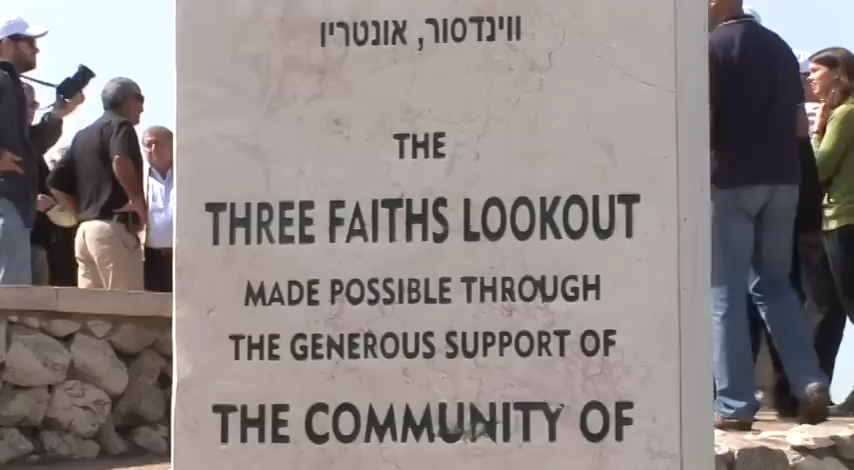 ווינדסור, אונטריו
THE
THREE FAITHS LOOKOUT
MADE POSSIBLE THROUGH
THE GENEROUS SUPPORT OF
THE COMMUNITY OF